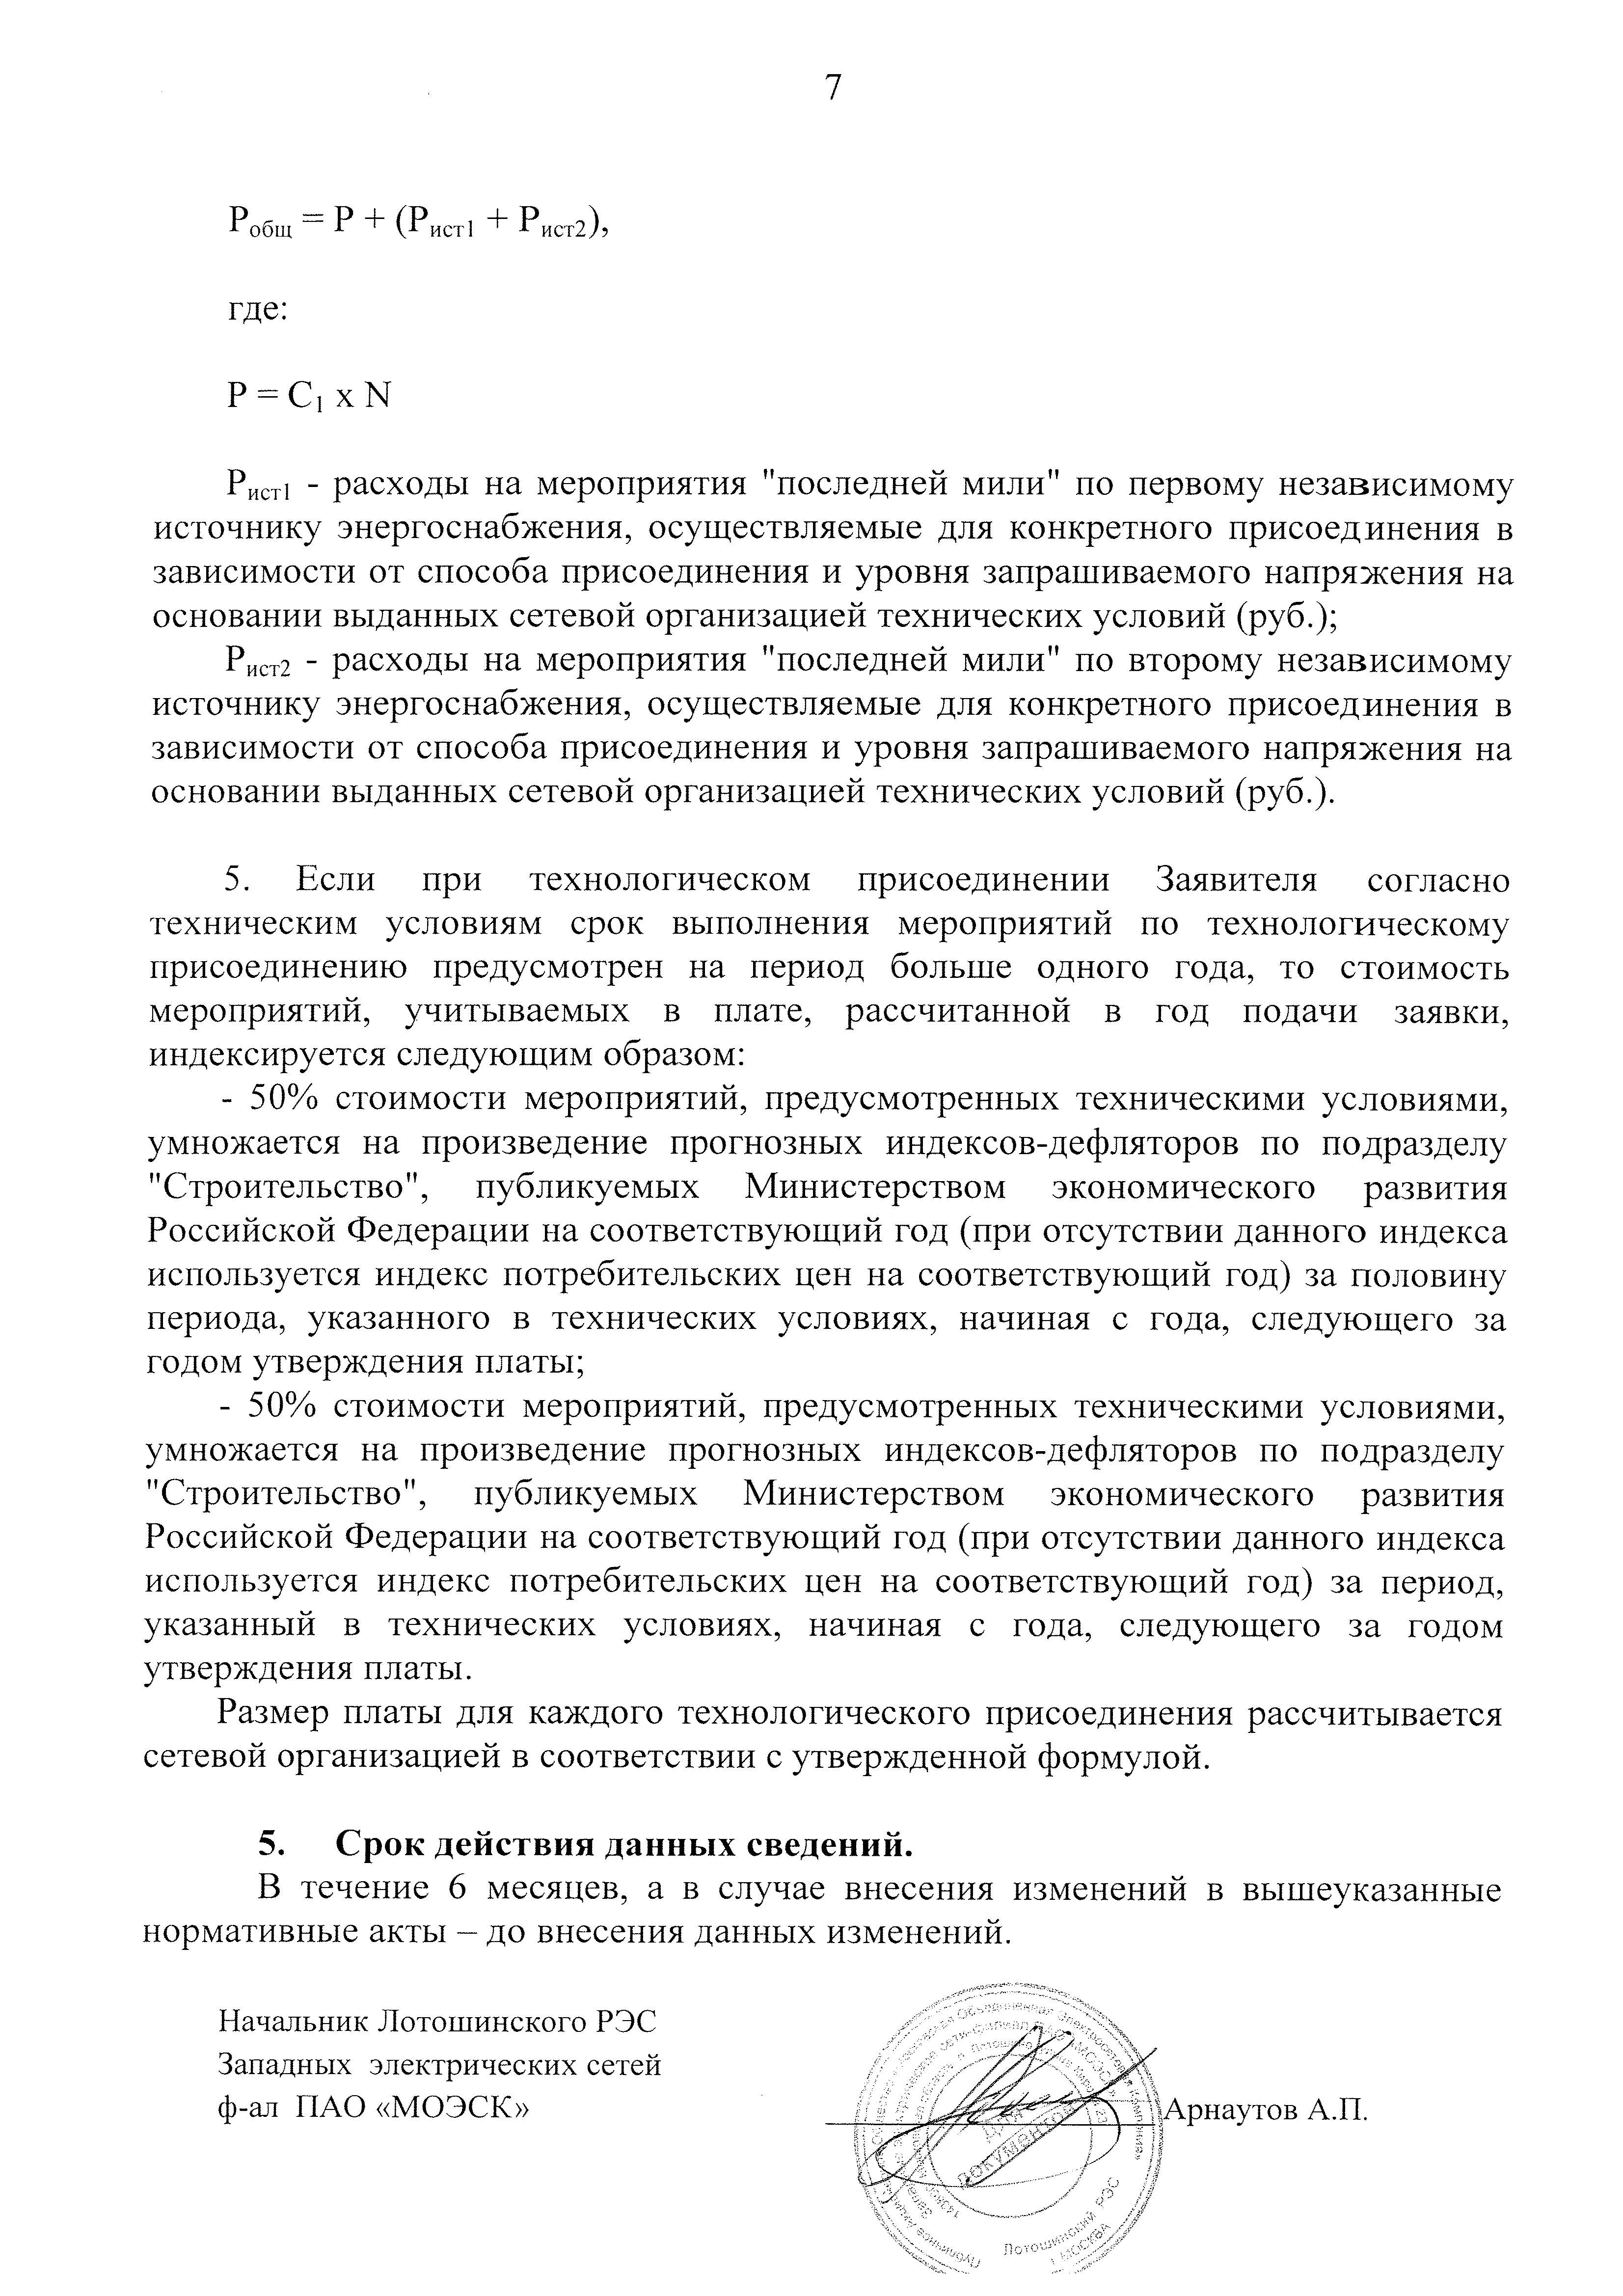 7
Pобщ = P + (Pист1 + Pист2),
где:
P = C1 x N
Pист1 - расходы на мероприятия "последней мили" по первому независимому
источнику энергоснабжения, осуществляемые для конкретного присоединения в
зависимости от способа присоединения и уровня запрашиваемого напряжения на
основании выданных сетевой организацией технических условий (руб.);
Pист2 - расходы на мероприятия "последней мили" по второму независимому
источнику энергоснабжения, осуществляемые для конкретного присоединения в
зависимости от способа присоединения и уровня запрашиваемого напряжения на
основании выданных сетевой организацией технических условий (руб.).
5. Если при технологическом присоединении Заявителя согласно
техническим условиям срок выполнения мероприятий по технологическому
присоединению предусмотрен на период больше одного года, то стоимость
мероприятий, учитываемых в плате, рассчитанной в год подачи заявки,
индексируется следующим образом:
- 50% стоимости мероприятий, предусмотренных техническими условиями,
умножается на произведение прогнозных индексов-дефляторов по подразделу
"Строительство", публикуемых Министерством экономического развития
Российской Федерации на соответствующий год (при отсутствии данного индекса
используется индекс потребительских цен на соответствующий год) за половину
периода, указанного в технических условиях, начиная с года, следующего за
годом утверждения платы;
- 50% стоимости мероприятий, предусмотренных техническими условиями,
умножается на произведение прогнозных индексов-дефляторов по подразделу
"Строительство", публикуемых Министерством экономического развития
Российской Федерации на соответствующий год (при отсутствии данного индекса
используется индекс потребительских цен на соответствующий год) за период,
указанный в технических условиях, начиная с года, следующего за годом
утверждения платы.
Размер платы для каждого технологического присоединения рассчитывается
сетевой организацией в соответствии с утвержденной формулой.
5. Срок действия данных сведений.
В течение 6 месяцев, а в случае внесения изменений в вышеуказанные
нормативные акты – до внесения данных изменений.
Начальник Лотошинского РЭС
Западных электрических сетей
ф-ал ПАО «МОЭСК»
Арнаутов А.П.
Для
документов
Лотошинский РЭС
г. МОСКВА